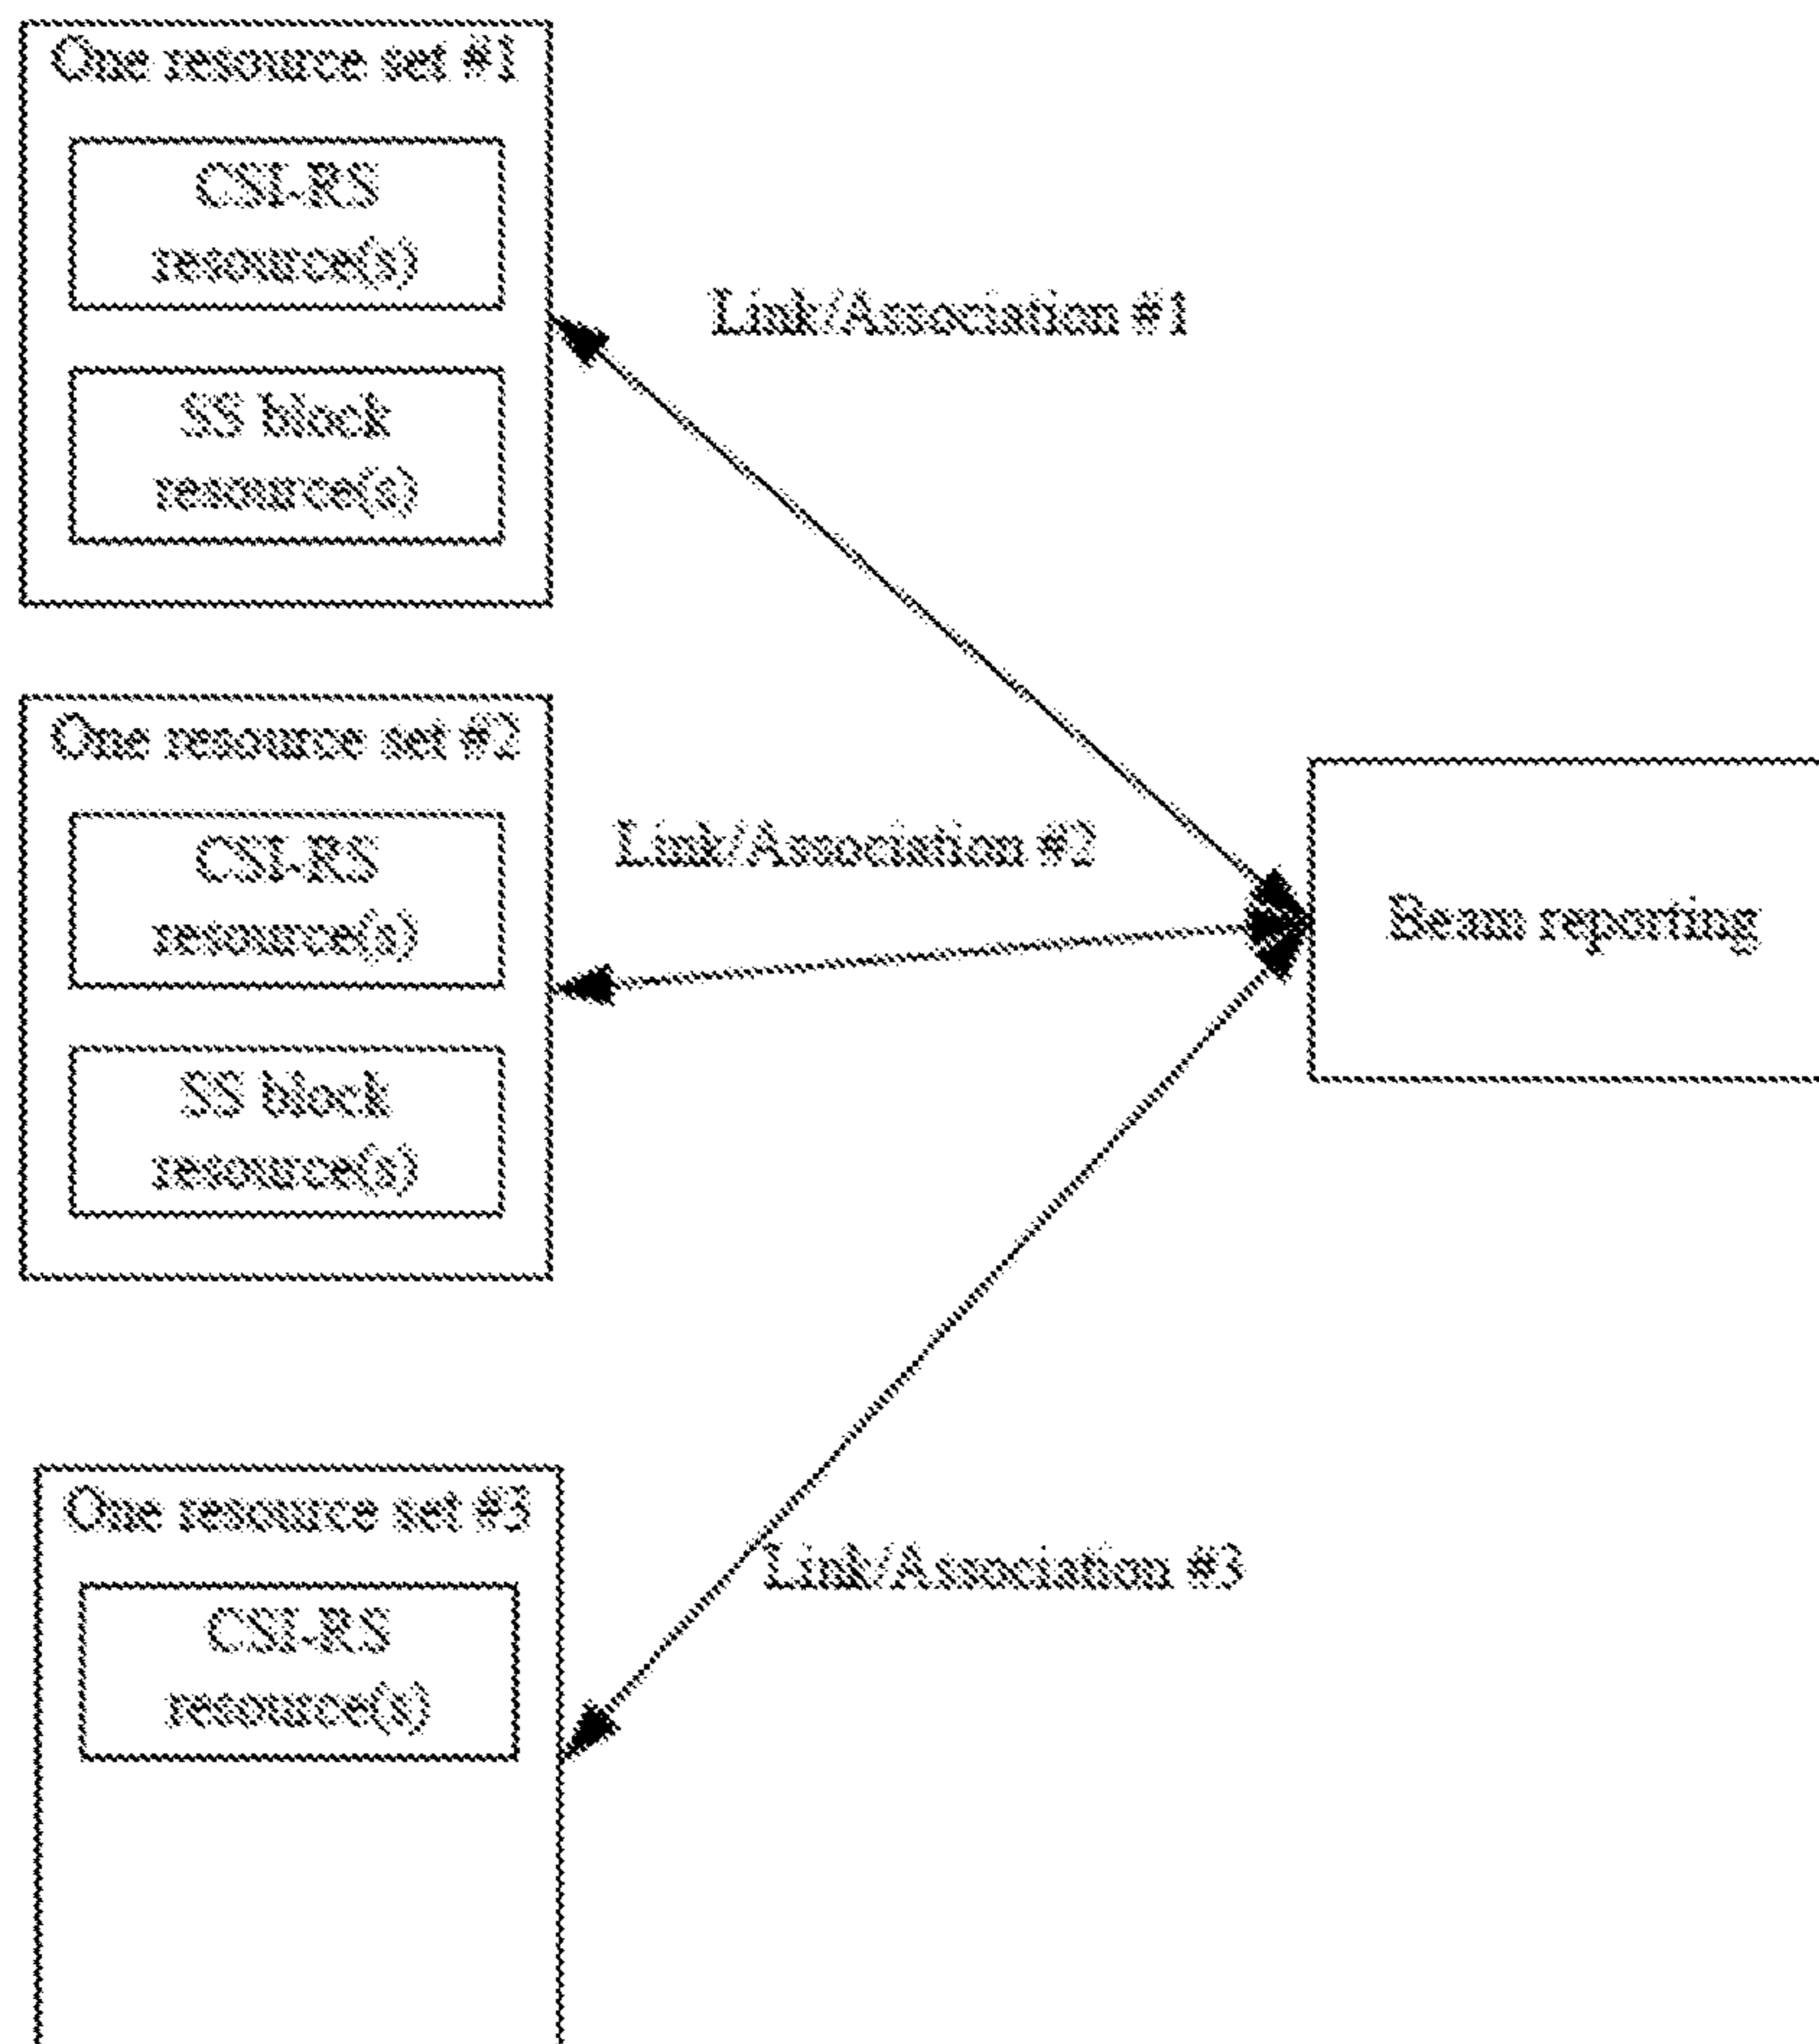 One resource set #1
CSI-RS
resource(s)
SS block
resource(s)
Link/Association #1
One resource set #2
CSI-RS
resource(s)
SS block
resource(s)
Link/Association #2
Beam reporting
One resource set #3
CSI-RS
resource(s)
Link/Association #3